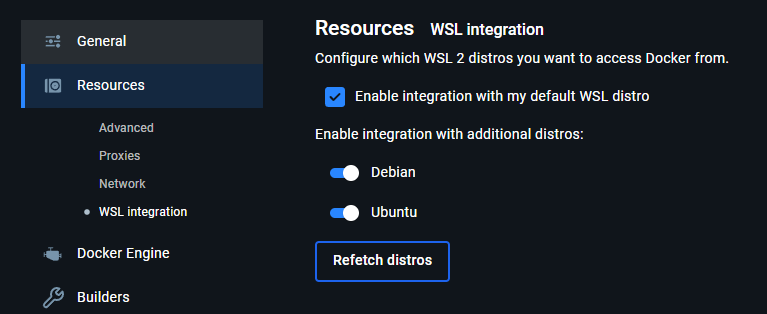 General
Resources
Advanced
Proxies
Network
WSL integration
Docker Engine
Builders
Resources WSL integration
Configure which WSL 2 distros you want to access Docker from.
Enable integration with my default WSL distro
Enable integration with additional distros:
Debian
Ubuntu
Refetch distros